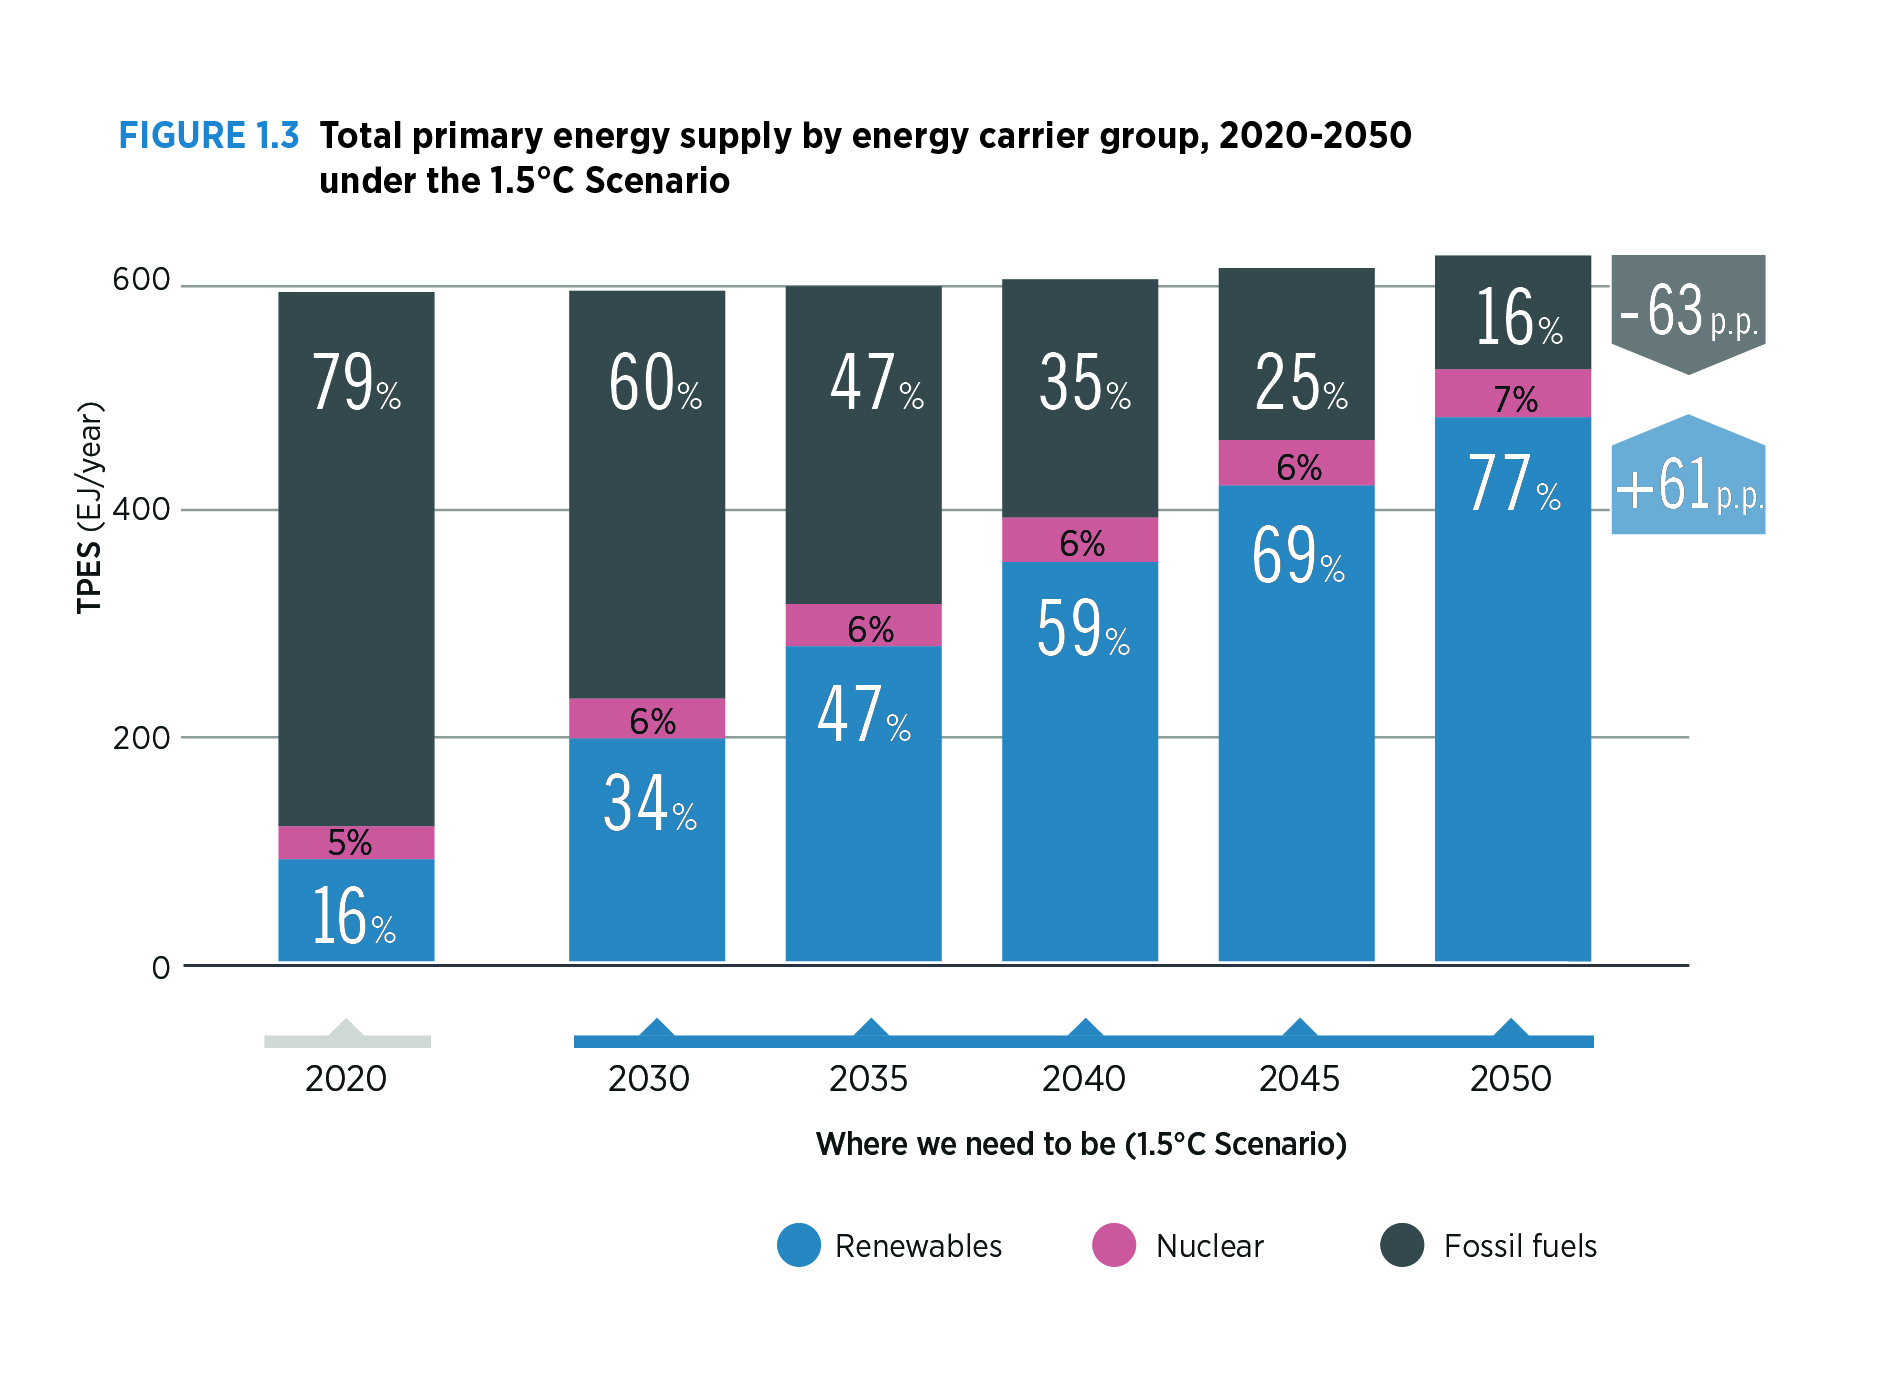 FIGURE 1.3 Total primary energy supply by energy carrier group, 2020-2050
under the 1.5°C Scenario
TPES (EJ/year)
600
400
200
0
79%
5%
16%
60%
6%
34%
47%
6%
47%
35%
6%
59%
25%
6%
69%
16%
7%
77%
-63 p.p.
+61 p.p.
2020 2030 2035 2040 2045 2050
Where we need to be (1.5°C Scenario)
Renewables Nuclear Fossil fuels